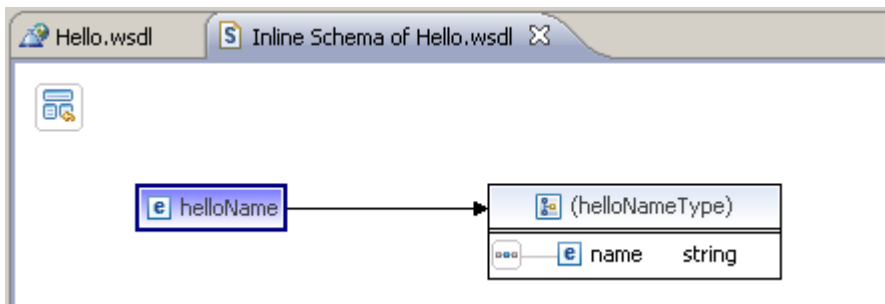 Hello.wsdl
S Inline Schema of Hello.wsdl
e helloName
(helloNameType)
e name string